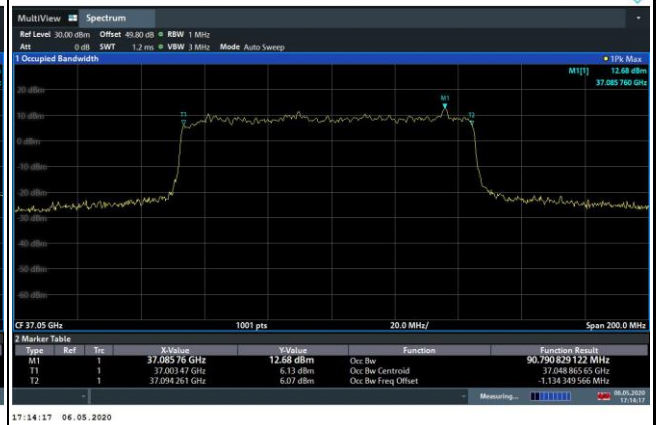 MultiView Spectrum
Ref Level 30.00 dBm Offset 49.80 dB RBW 1 MHz
Att 0 dB SWT 1.2 ms VBW 3 MHz Mode Auto Sweep
1 Occupied Bandwidth 1Pk Max
M1[1] 12.68 dBm
37.085 760 GHz
20 dBm
M1
10 dBm
T1
T2
0 dBm
-10 dBm
-20 dBm
-30 dBm
-40 dBm
-50 dBm
-60 dBm
CF 37.05 GHz 1001 pts 20.0 MHz/ Span 200.0 MHz
2 Marker Table
Type Ref Trc X-Value Y-Value Function Function Result
M1 1 37.085 76 GHz 12.68 dBm Occ Bw 90.790 829 122 MHz
T1 1 37.003 47 GHz 6.13 dBm Occ Bw Centroid 37.048 865 65 GHz
T2 1 37.094 261 GHz 6.07 dBm Occ Bw Freq Offset -1.134 349 566 MHz
Measuring... 06.05.2020
17:14:17
17:14:17 06.05.2020